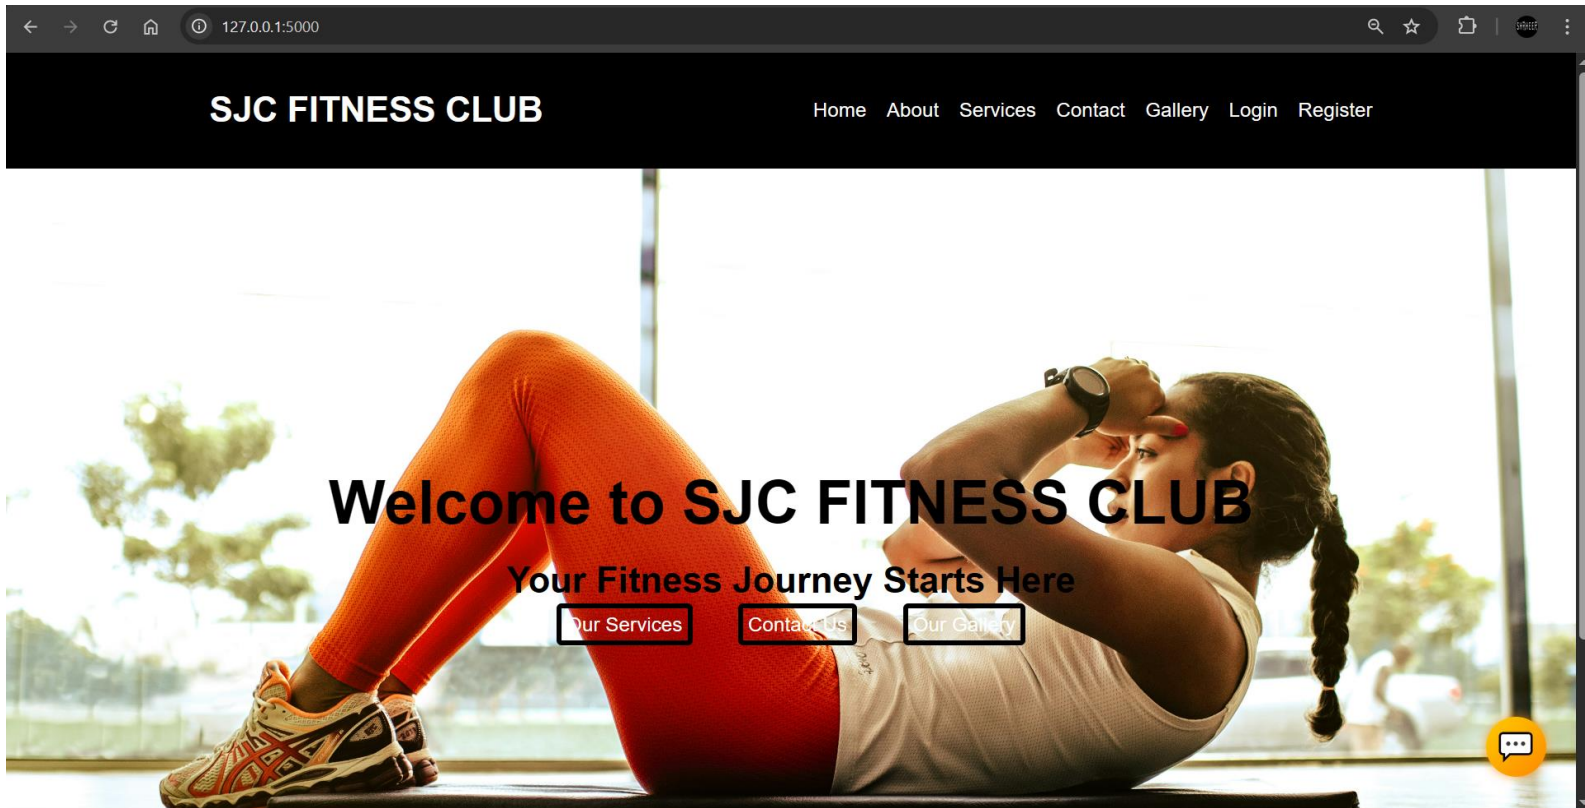 127.0.0.1:5000
SJC FITNESS CLUB
Home About Services Contact Gallery Login Register
Welcome to SJC FITNESS CLUB
Your Fitness Journey Starts Here
Our Services Contact Us Our Gallery